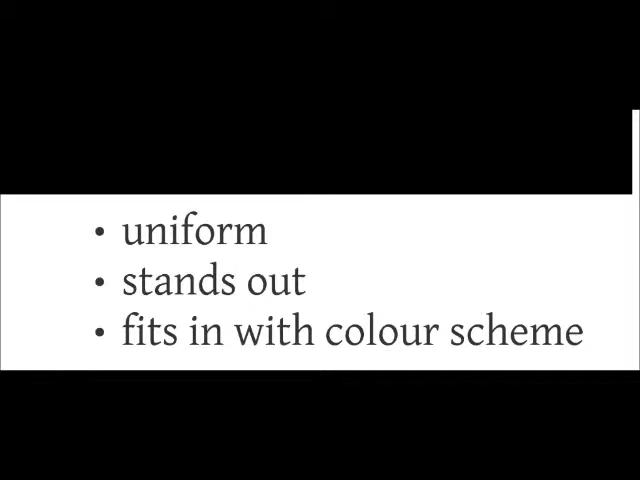 • uniform
• stands out
• fits in with colour scheme